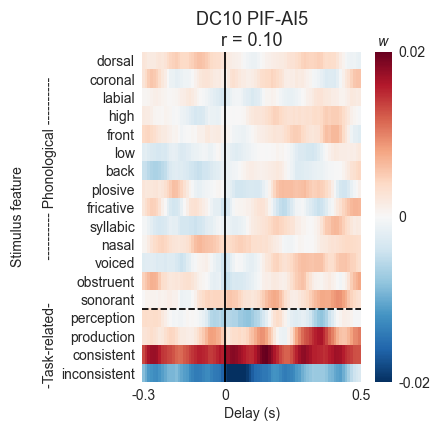 DC10 PIF-AI5
r = 0.10
w
Stimulus feature
---------- Phonological ----------
-Task-related-
dorsal
coronal
labial
high
front
low
back
plosive
fricative
syllabic
nasal
voiced
obstruent
sonorant
perception
production
consistent
inconsistent
0.02
0
-0.02
-0.3
0
0.5
Delay (s)